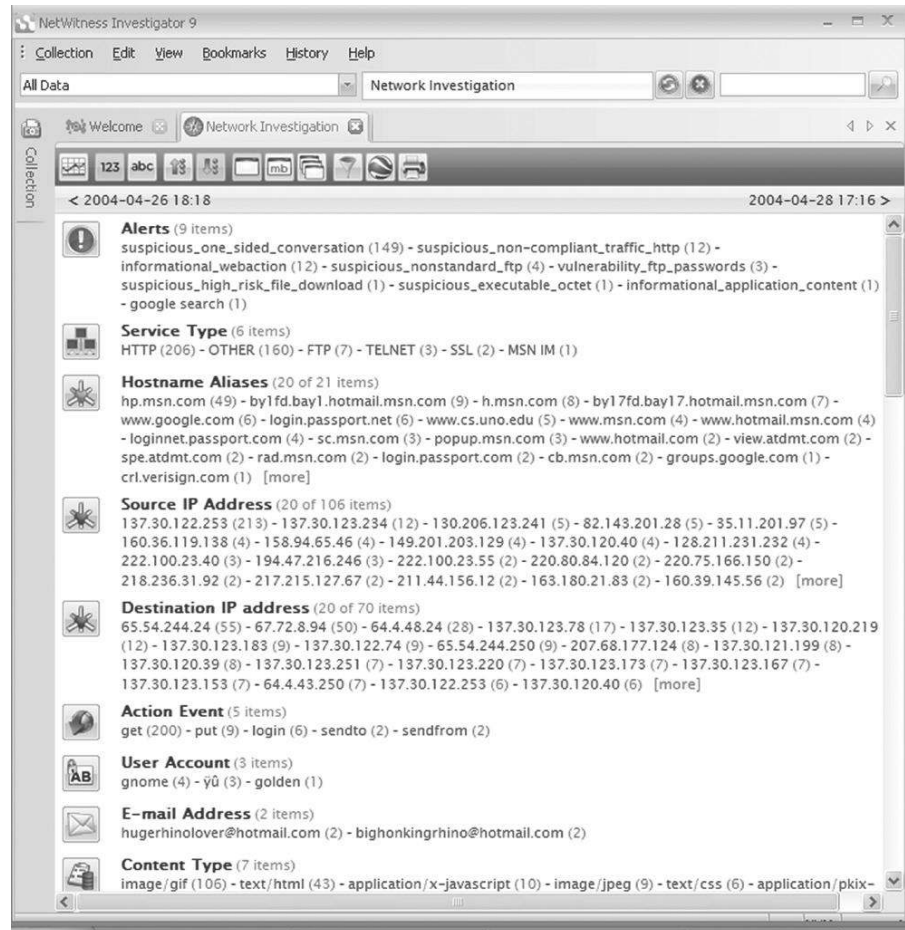 NetWitness Investigator 9
Collection Edit View Bookmarks History Help
All Data
Network Investigation
Welcome
Network Investigation
Collection
123 abc mb
< 2004-04-26 18:18 2004-04-28 17:16 >
Alerts (9 items)
suspicious_one_sided_conversation (149) - suspicious_non-compliant_traffic_http (12) -
informational_webaction (12) - suspicious_nonstandard_ftp (4) - vulnerability_ftp_passwords (3) -
suspicious_high_risk_file_download (1) - suspicious_executable_octet (1) - informational_application_content (1)
- google search (1)
Service Type (6 items)
HTTP (206) - OTHER (160) - FTP (7) - TELNET (3) - SSL (2) - MSN IM (1)
Hostname Aliases (20 of 21 items)
hp.msn.com (49) - by1fd.bay1.hotmail.msn.com (9) - h.msn.com (8) - by17fd.bay17.hotmail.msn.com (7) -
www.google.com (6) - login.passport.net (6) - www.cs.uno.edu (5) - www.msn.com (4) - www.hotmail.msn.com (4)
- loginnet.passport.com (4) - sc.msn.com (3) - popup.msn.com (3) - www.hotmail.com (2) - view.atdmt.com (2) -
spe.atdmt.com (2) - rad.msn.com (2) - login.passport.com (2) - cb.msn.com (2) - groups.google.com (1) -
crl.verisign.com (1) [more]
Source IP Address (20 of 106 items)
137.30.122.253 (213) - 137.30.123.234 (12) - 130.206.123.241 (5) - 82.143.201.28 (5) - 35.11.201.97 (5) -
160.36.119.138 (4) - 158.94.65.46 (4) - 149.201.203.129 (4) - 137.30.120.40 (4) - 128.211.231.232 (4) -
222.100.23.40 (3) - 194.47.216.246 (3) - 222.100.23.55 (2) - 220.80.84.120 (2) - 220.75.166.150 (2) -
218.236.31.92 (2) - 217.215.127.67 (2) - 211.44.156.12 (2) - 163.180.21.83 (2) - 160.39.145.56 (2) [more]
Destination IP address (20 of 70 items)
65.54.244.24 (55) - 67.72.8.94 (50) - 64.4.48.24 (28) - 137.30.123.78 (17) - 137.30.123.35 (12) - 137.30.120.219
(12) - 137.30.123.183 (9) - 137.30.122.74 (9) - 65.54.244.250 (9) - 207.68.177.124 (8) - 137.30.121.199 (8) -
137.30.120.39 (8) - 137.30.123.251 (7) - 137.30.123.220 (7) - 137.30.123.173 (7) - 137.30.123.167 (7) -
137.30.123.153 (7) - 64.4.43.250 (7) - 137.30.122.253 (6) - 137.30.120.40 (6) [more]
Action Event (5 items)
get (200) - put (9) - login (6) - sendto (2) - sendfrom (2)
AB
User Account (3 items)
gnome (4) - ÿû (3) - golden (1)
E-mail Address (2 items)
hugerhinolover@hotmail.com (2) - bighonkingrhino@hotmail.com (2)
Content Type (7 items)
image/gif (106) - text/html (43) - application/x-javascript (10) - image/jpeg (9) - text/css (6) - application/pkix-